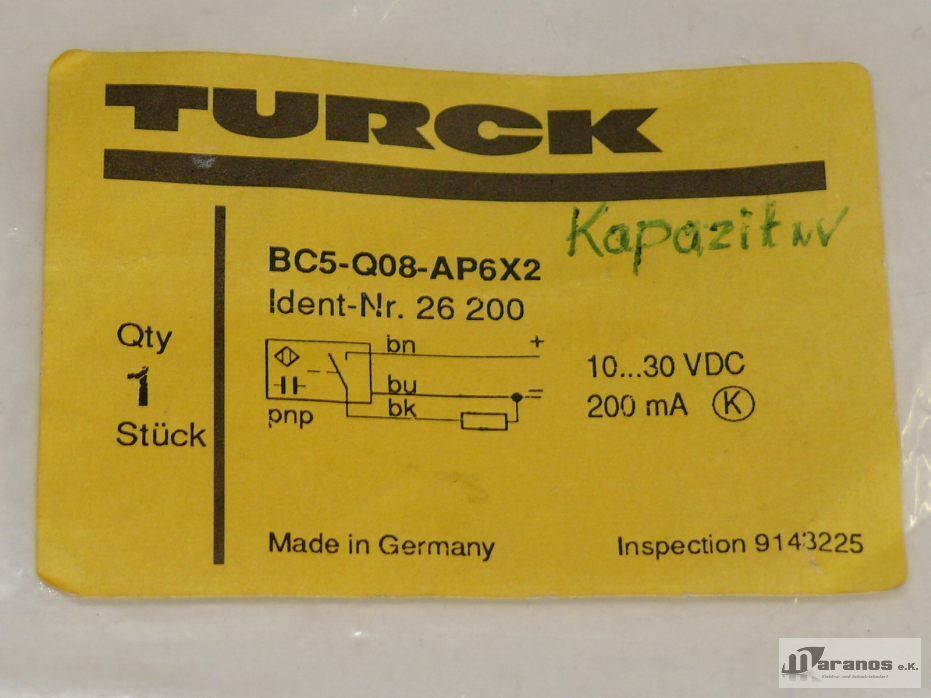 TURCK
Kapazitiv
BC5-Q08-AP6X2
Ident-Nr. 26 200
Qty
1
Stück
bn +
bu =
bk
pnp
10...30 VDC
200 mA K
Made in Germany
Inspection 9143225
Maranos e.K.